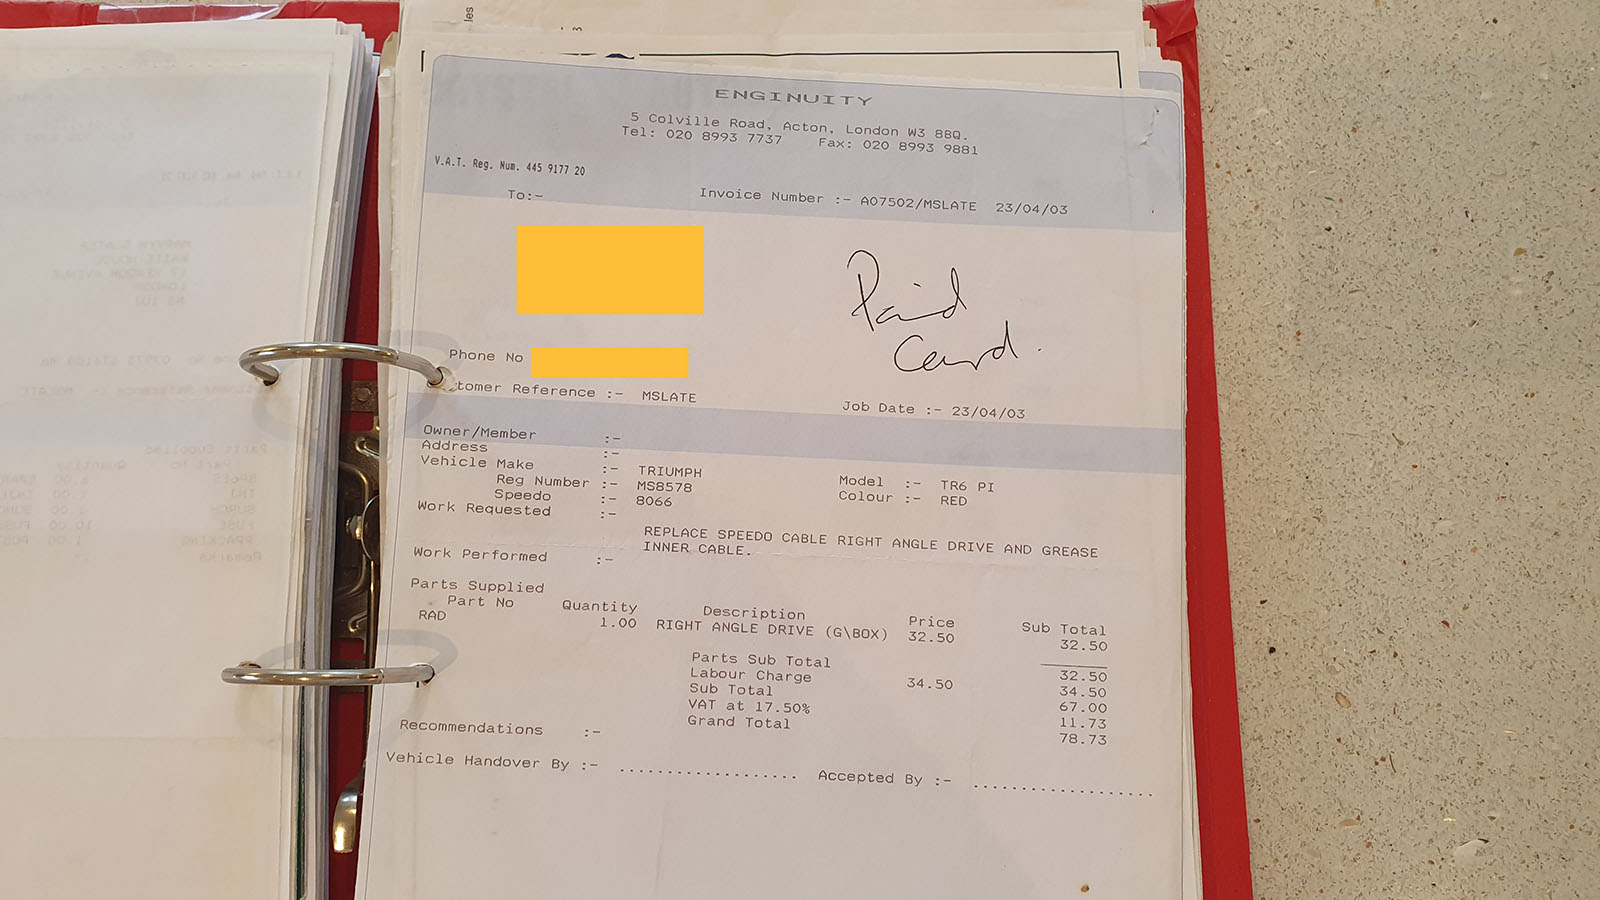 les
3
ENGINUITY
5 Colville Road, Acton, London W3 8BQ.
Tel: 020 8993 7737 Fax: 020 8993 9881
V.A.T. Reg. Num. 445 9177 20
To:- Invoice Number :- A07502/MSLATE 23/04/03
Paid
Card.
Phone No
tomer Reference :- MSLATE Job Date :- 23/04/03
Owner/Member :-
Address :-
Vehicle Make :- TRIUMPH Model :- TR6 PI
Reg Number :- MS8578 Colour :- RED
Speedo :- 8066
Work Requested :-
REPLACE SPEEDO CABLE RIGHT ANGLE DRIVE AND GREASE
INNER CABLE.
Work Performed :-
Parts Supplied
Part No Quantity Description Price Sub Total
RAD 1.00 RIGHT ANGLE DRIVE (G\BOX) 32.50 32.50
Parts Sub Total 32.50
Labour Charge 34.50 34.50
Sub Total 67.00
VAT at 17.50% 11.73
Grand Total 78.73
Recommendations :-
Vehicle Handover By :- ................... Accepted By :- ...................